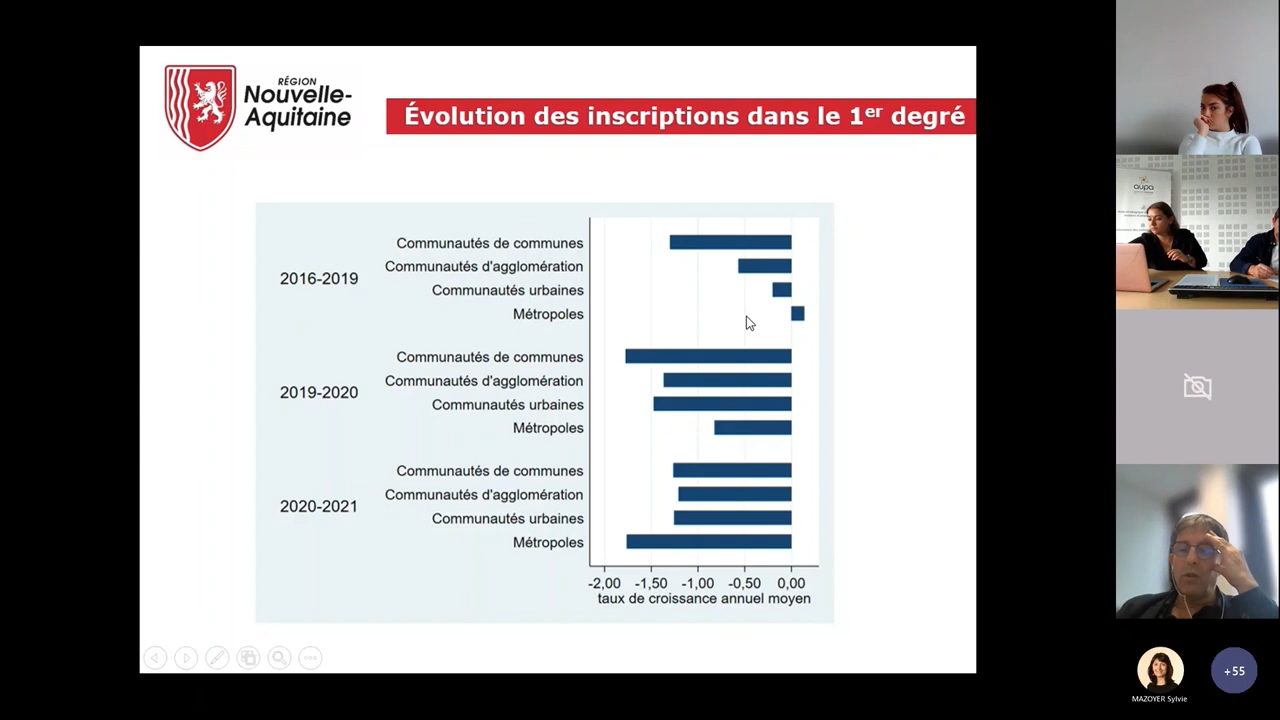 RÉGION
Nouvelle-
Aquitaine
Évolution des inscriptions dans le 1er degré
2016-2019
Communautés de communes
Communautés d'agglomération
Communautés urbaines
Métropoles
2019-2020
Communautés de communes
Communautés d'agglomération
Communautés urbaines
Métropoles
2020-2021
Communautés de communes
Communautés d'agglomération
Communautés urbaines
Métropoles
-2,00 -1,50 -1,00 -0,50 0,00
taux de croissance annuel moyen
aupa
MAZOYER Sylvie
+55